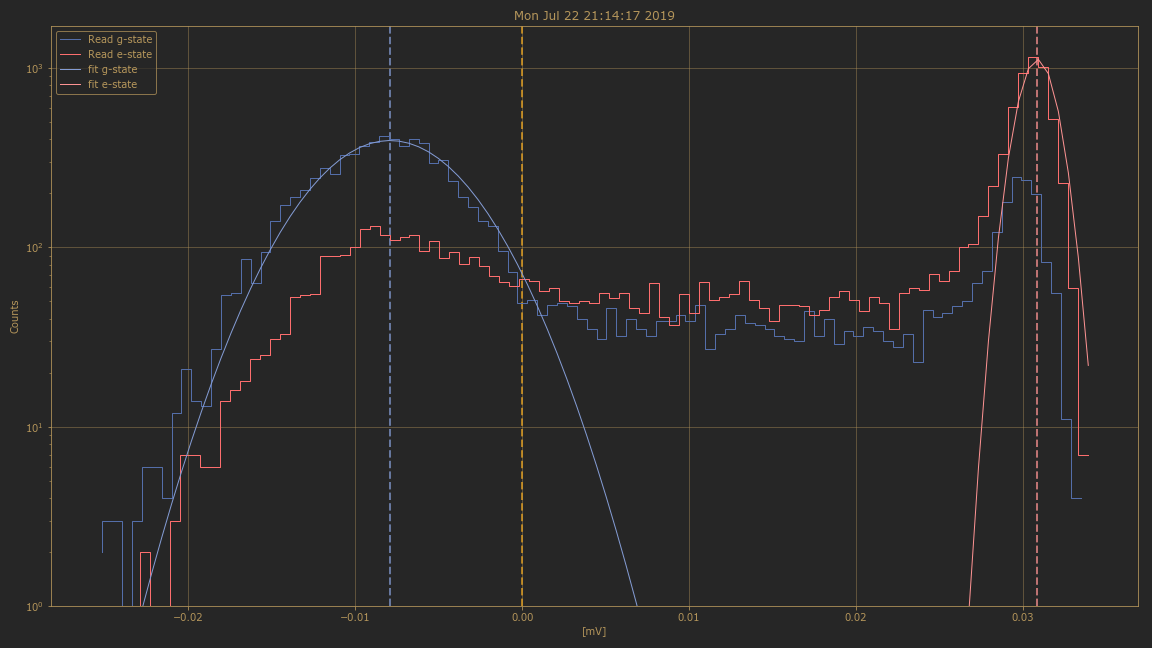 Mon Jul 22 21:14:17 2019
Read g-state
Read e-state
fit g-state
fit e-state
Counts
10³
10²
10¹
10⁰
−0.02
−0.01
0.00
0.01
0.02
0.03
[mV]